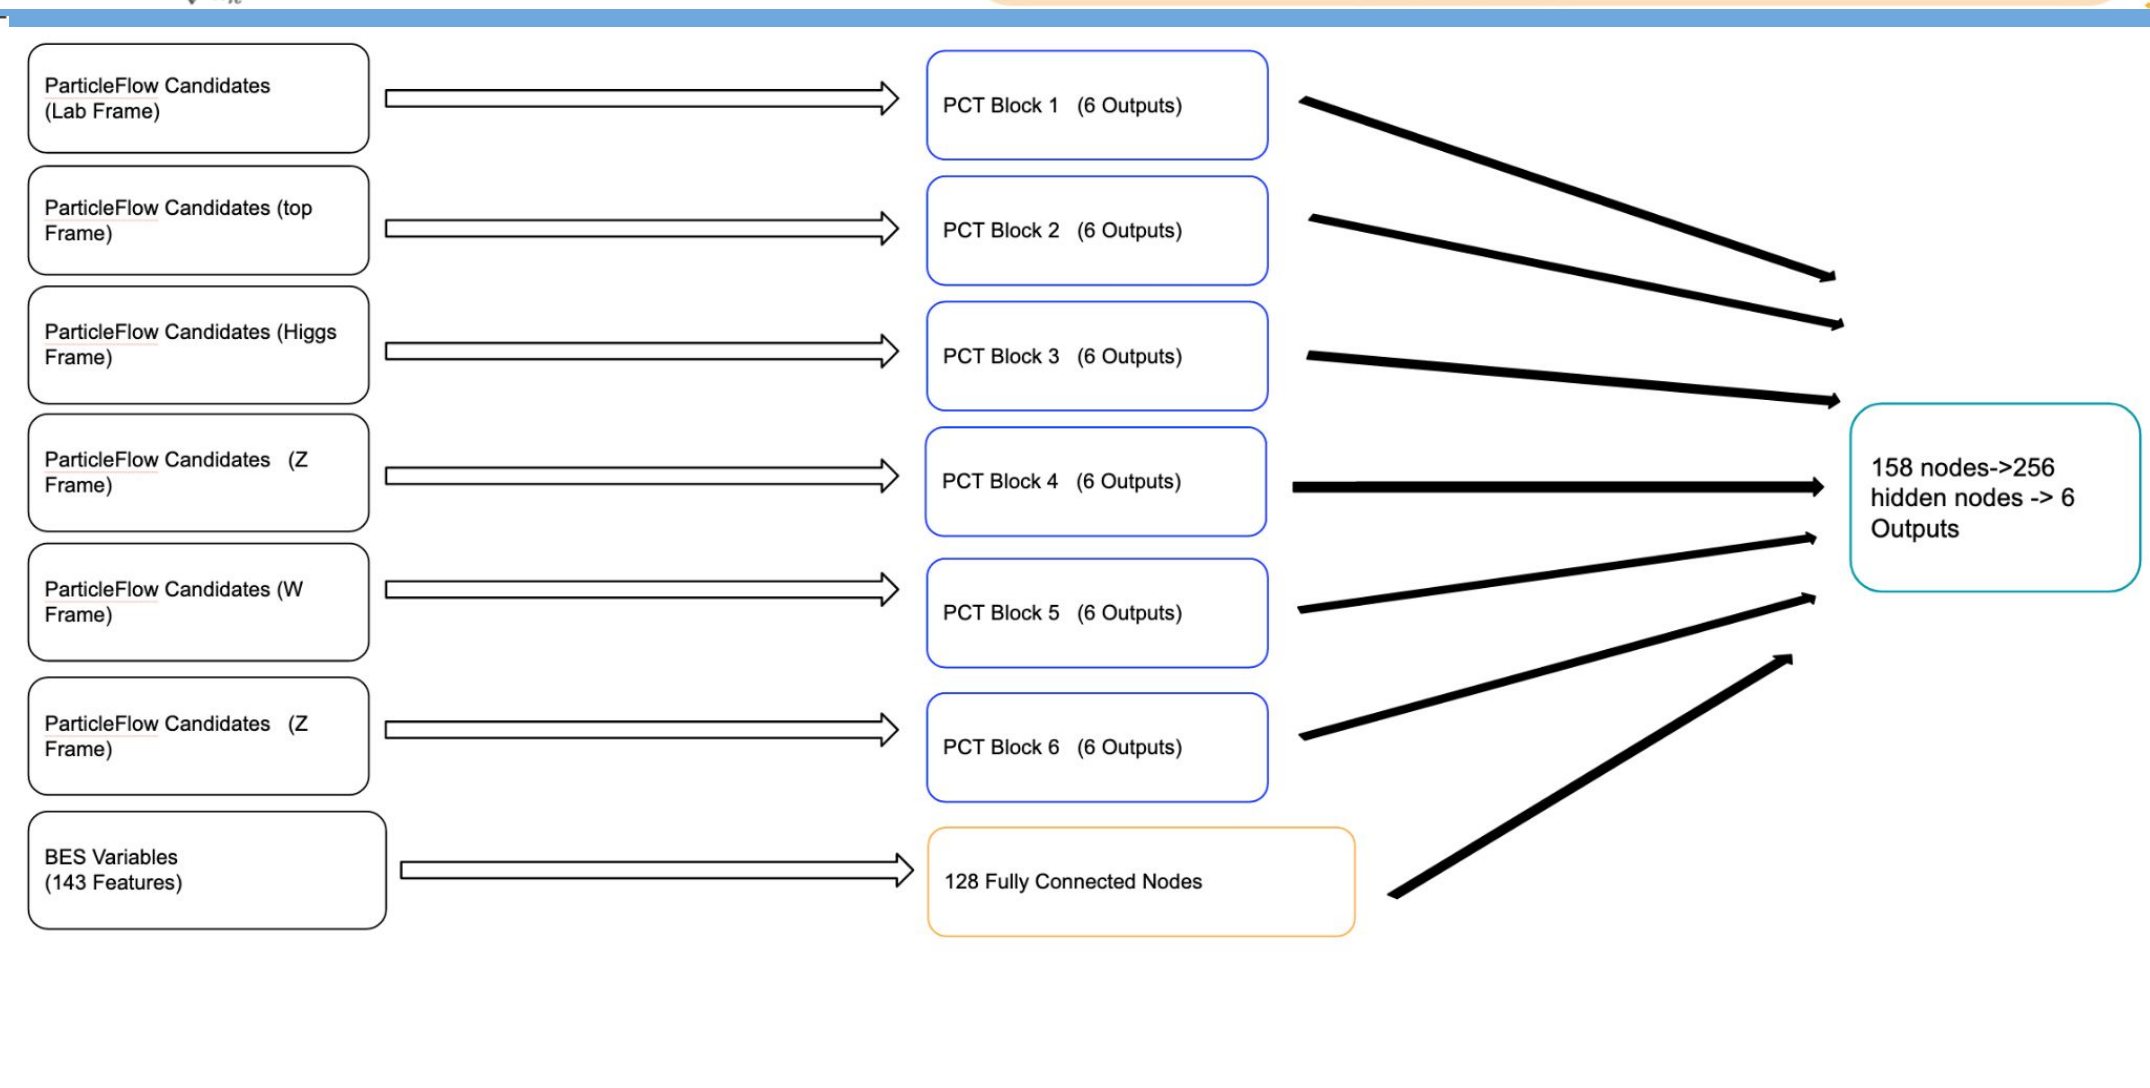 ParticleFlow Candidates
(Lab Frame)
PCT Block 1 (6 Outputs)
ParticleFlow Candidates (top
Frame)
PCT Block 2 (6 Outputs)
ParticleFlow Candidates (Higgs
Frame)
PCT Block 3 (6 Outputs)
ParticleFlow Candidates (Z
Frame)
PCT Block 4 (6 Outputs)
158 nodes->256
hidden nodes -> 6
Outputs
ParticleFlow Candidates (W
Frame)
PCT Block 5 (6 Outputs)
ParticleFlow Candidates (Z
Frame)
PCT Block 6 (6 Outputs)
BES Variables
(143 Features)
128 Fully Connected Nodes